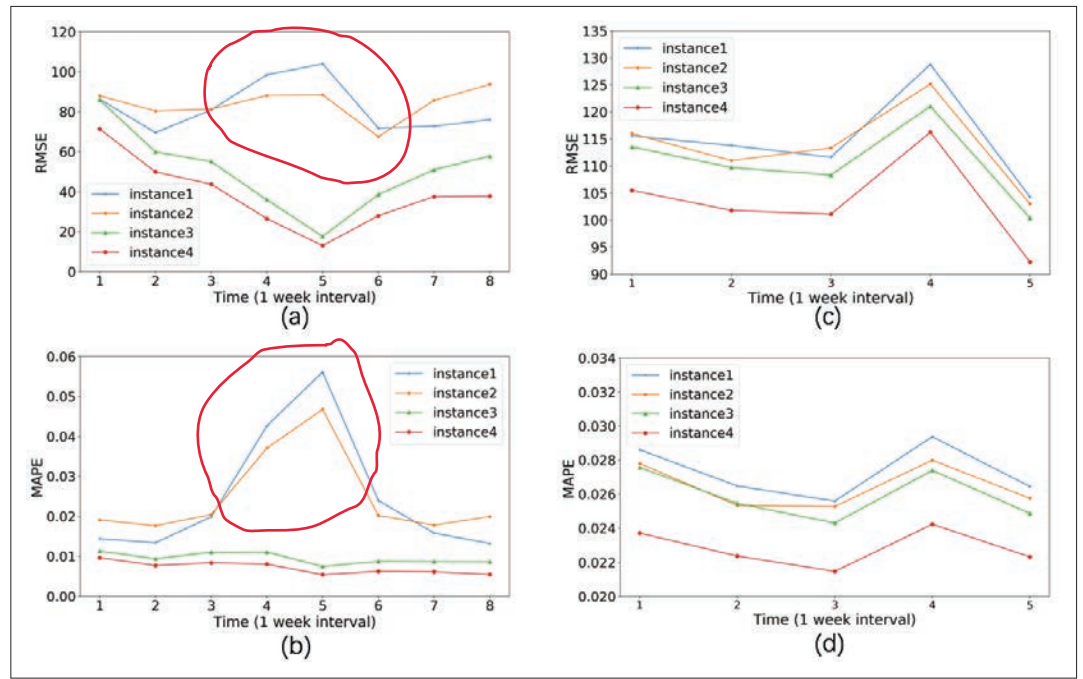 120
100
80
60
40
20
0
RMSE
instance1
instance2
instance3
instance4
1 2 3 4 5 6 7 8
Time (1 week interval)
(a)
135
130
125
120
115
110
105
100
95
90
RMSE
instance1
instance2
instance3
instance4
1 2 3 4 5
Time (1 week interval)
(c)
0.06
0.05
0.04
0.03
0.02
0.01
0.00
MAPE
instance1
instance2
instance3
instance4
1 2 3 4 5 6 7 8
Time (1 week interval)
(b)
0.034
0.032
0.030
0.028
0.026
0.024
0.022
0.020
MAPE
instance1
instance2
instance3
instance4
1 2 3 4 5
Time (1 week interval)
(d)